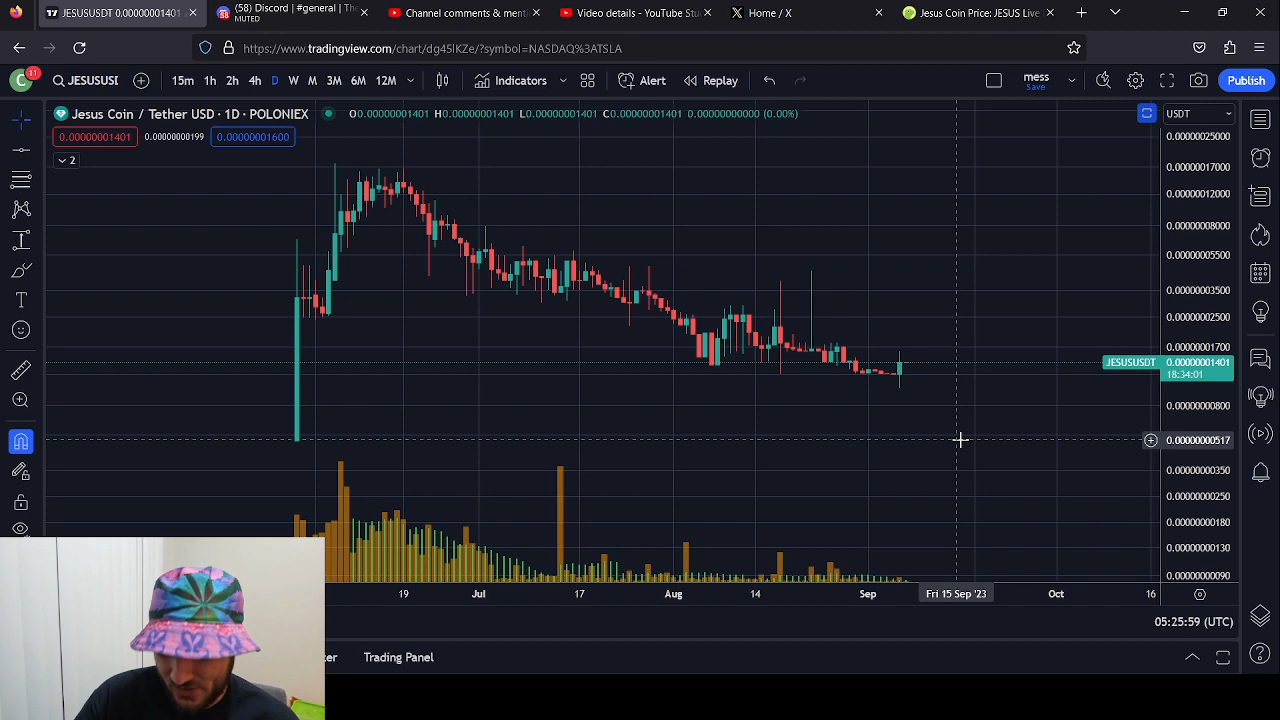 JESUSUSDT 0.00000001401
(58) Discord | #general | The
MUTED
Channel comments & menti
Video details - YouTube Stu
Home / X
Jesus Coin Price: JESUS Live
https://www.tradingview.com/chart/dg45lKZe/?symbol=NASDAQ%3ATSLA
C
11
JESUSUSI
15m
1h
2h
4h
D
W
M
3M
6M
12M
Indicators
Alert
Replay
mess
Save
Publish
Jesus Coin / Tether USD · 1D · POLONIEX
O0.00000001401 H0.00000001401 L0.00000001401 C0.00000001401 0.00000000000 (0.00%)
USDT
0.00000001401
0.00000000199
0.00000001600
2
0.00000025000
0.00000017000
0.00000012000
0.00000008000
0.00000005500
0.00000003500
0.00000002500
0.00000001700
JESUSUSDT
0.00000001401
18:34:01
0.00000000800
0.00000000517
0.00000000350
0.00000000250
0.00000000180
0.00000000130
0.00000000090
19
Jul
17
Aug
14
Sep
Fri 15 Sep '23
Oct
16
05:25:59 (UTC)
ter
Trading Panel